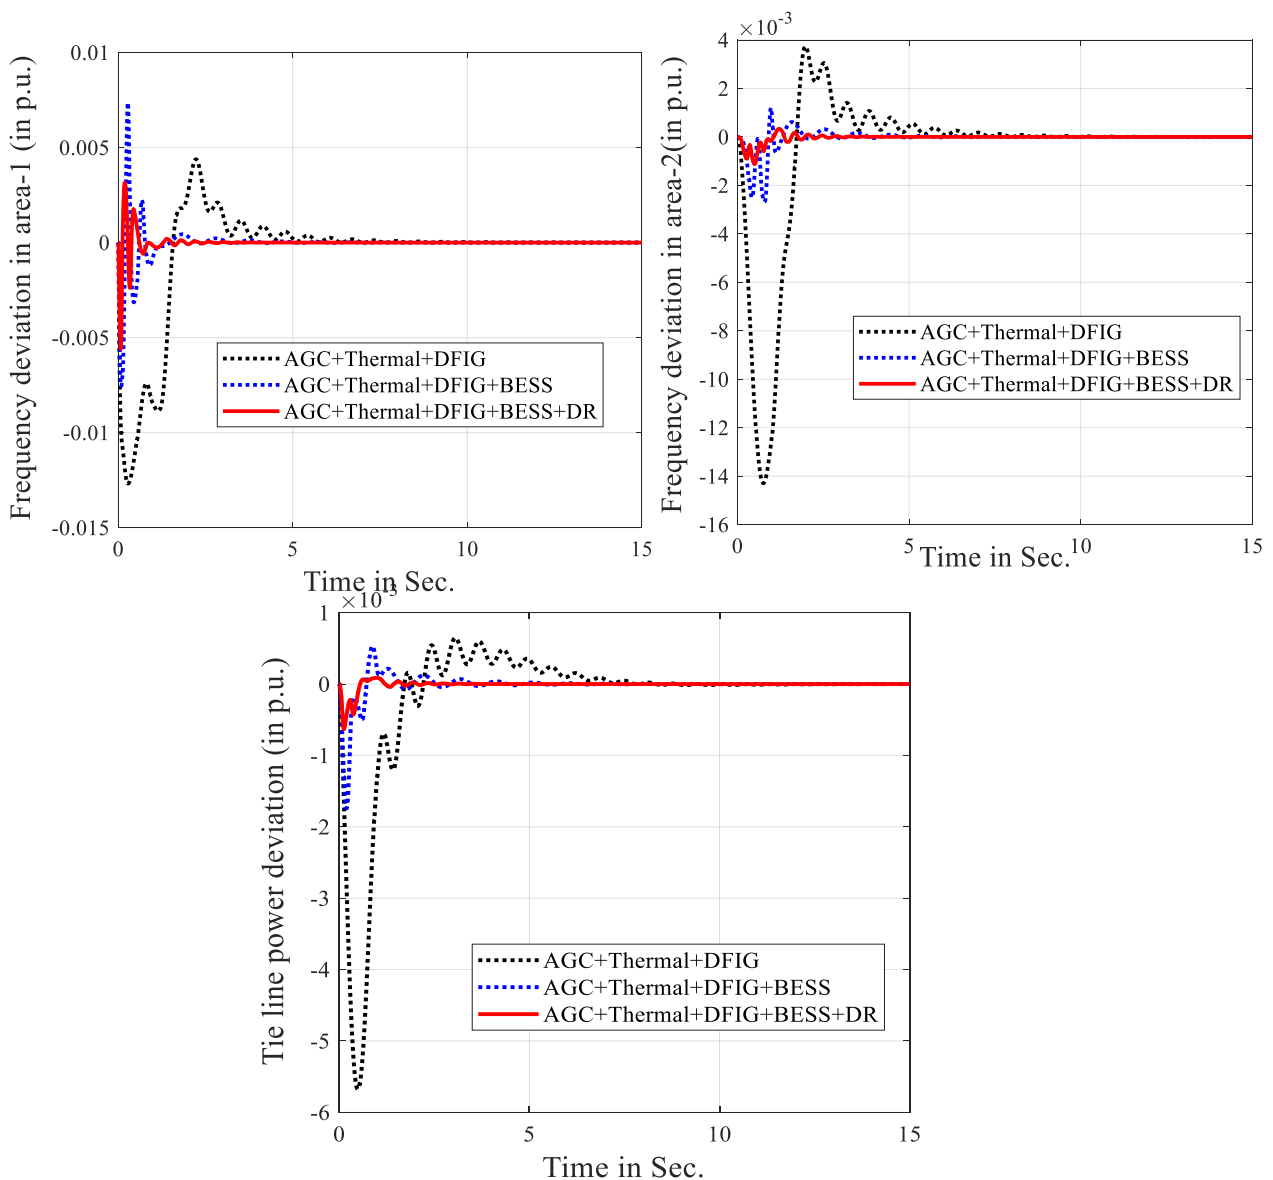 Frequency deviation in area-1 (in p.u.)
0.01
0.005
0
-0.005
-0.01
-0.015
AGC+Thermal+DFIG
AGC+Thermal+DFIG+BESS
AGC+Thermal+DFIG+BESS+DR
0 5 10 15
Time in Sec.
Frequency deviation in area-2(in p.u.)
×10-3
4
2
0
-2
-4
-6
-8
-10
-12
-14
-16
AGC+Thermal+DFIG
AGC+Thermal+DFIG+BESS
AGC+Thermal+DFIG+BESS+DR
0 5 10 15
Time in Sec.
Tie line power deviation (in p.u.)
×10-3
1
0
-1
-2
-3
-4
-5
-6
AGC+Thermal+DFIG
AGC+Thermal+DFIG+BESS
AGC+Thermal+DFIG+BESS+DR
0 5 10 15
Time in Sec.